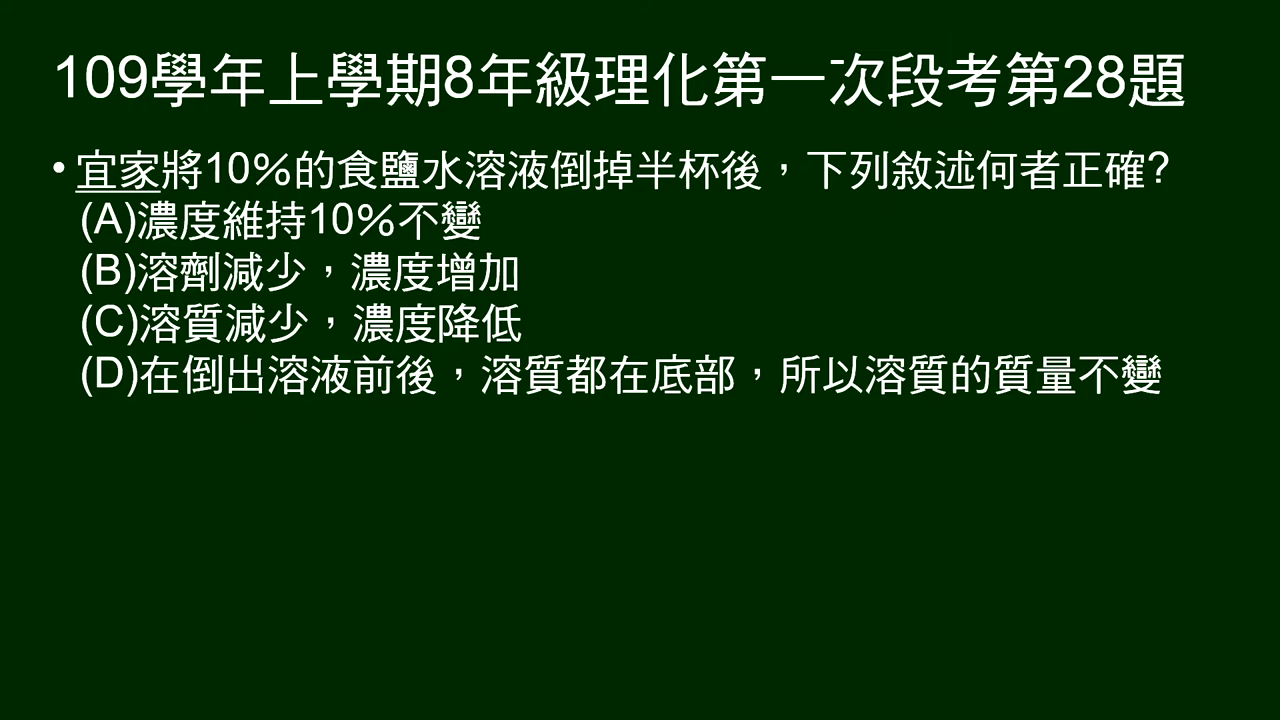 109學年上學期8年級理化第一次段考第28題
• 宜家將10%的食鹽水溶液倒掉半杯後，下列敘述何者正確?
(A)濃度維持10%不變
(B)溶劑減少，濃度增加
(C)溶質減少，濃度降低
(D)在倒出溶液前後，溶質都在底部，所以溶質的質量不變